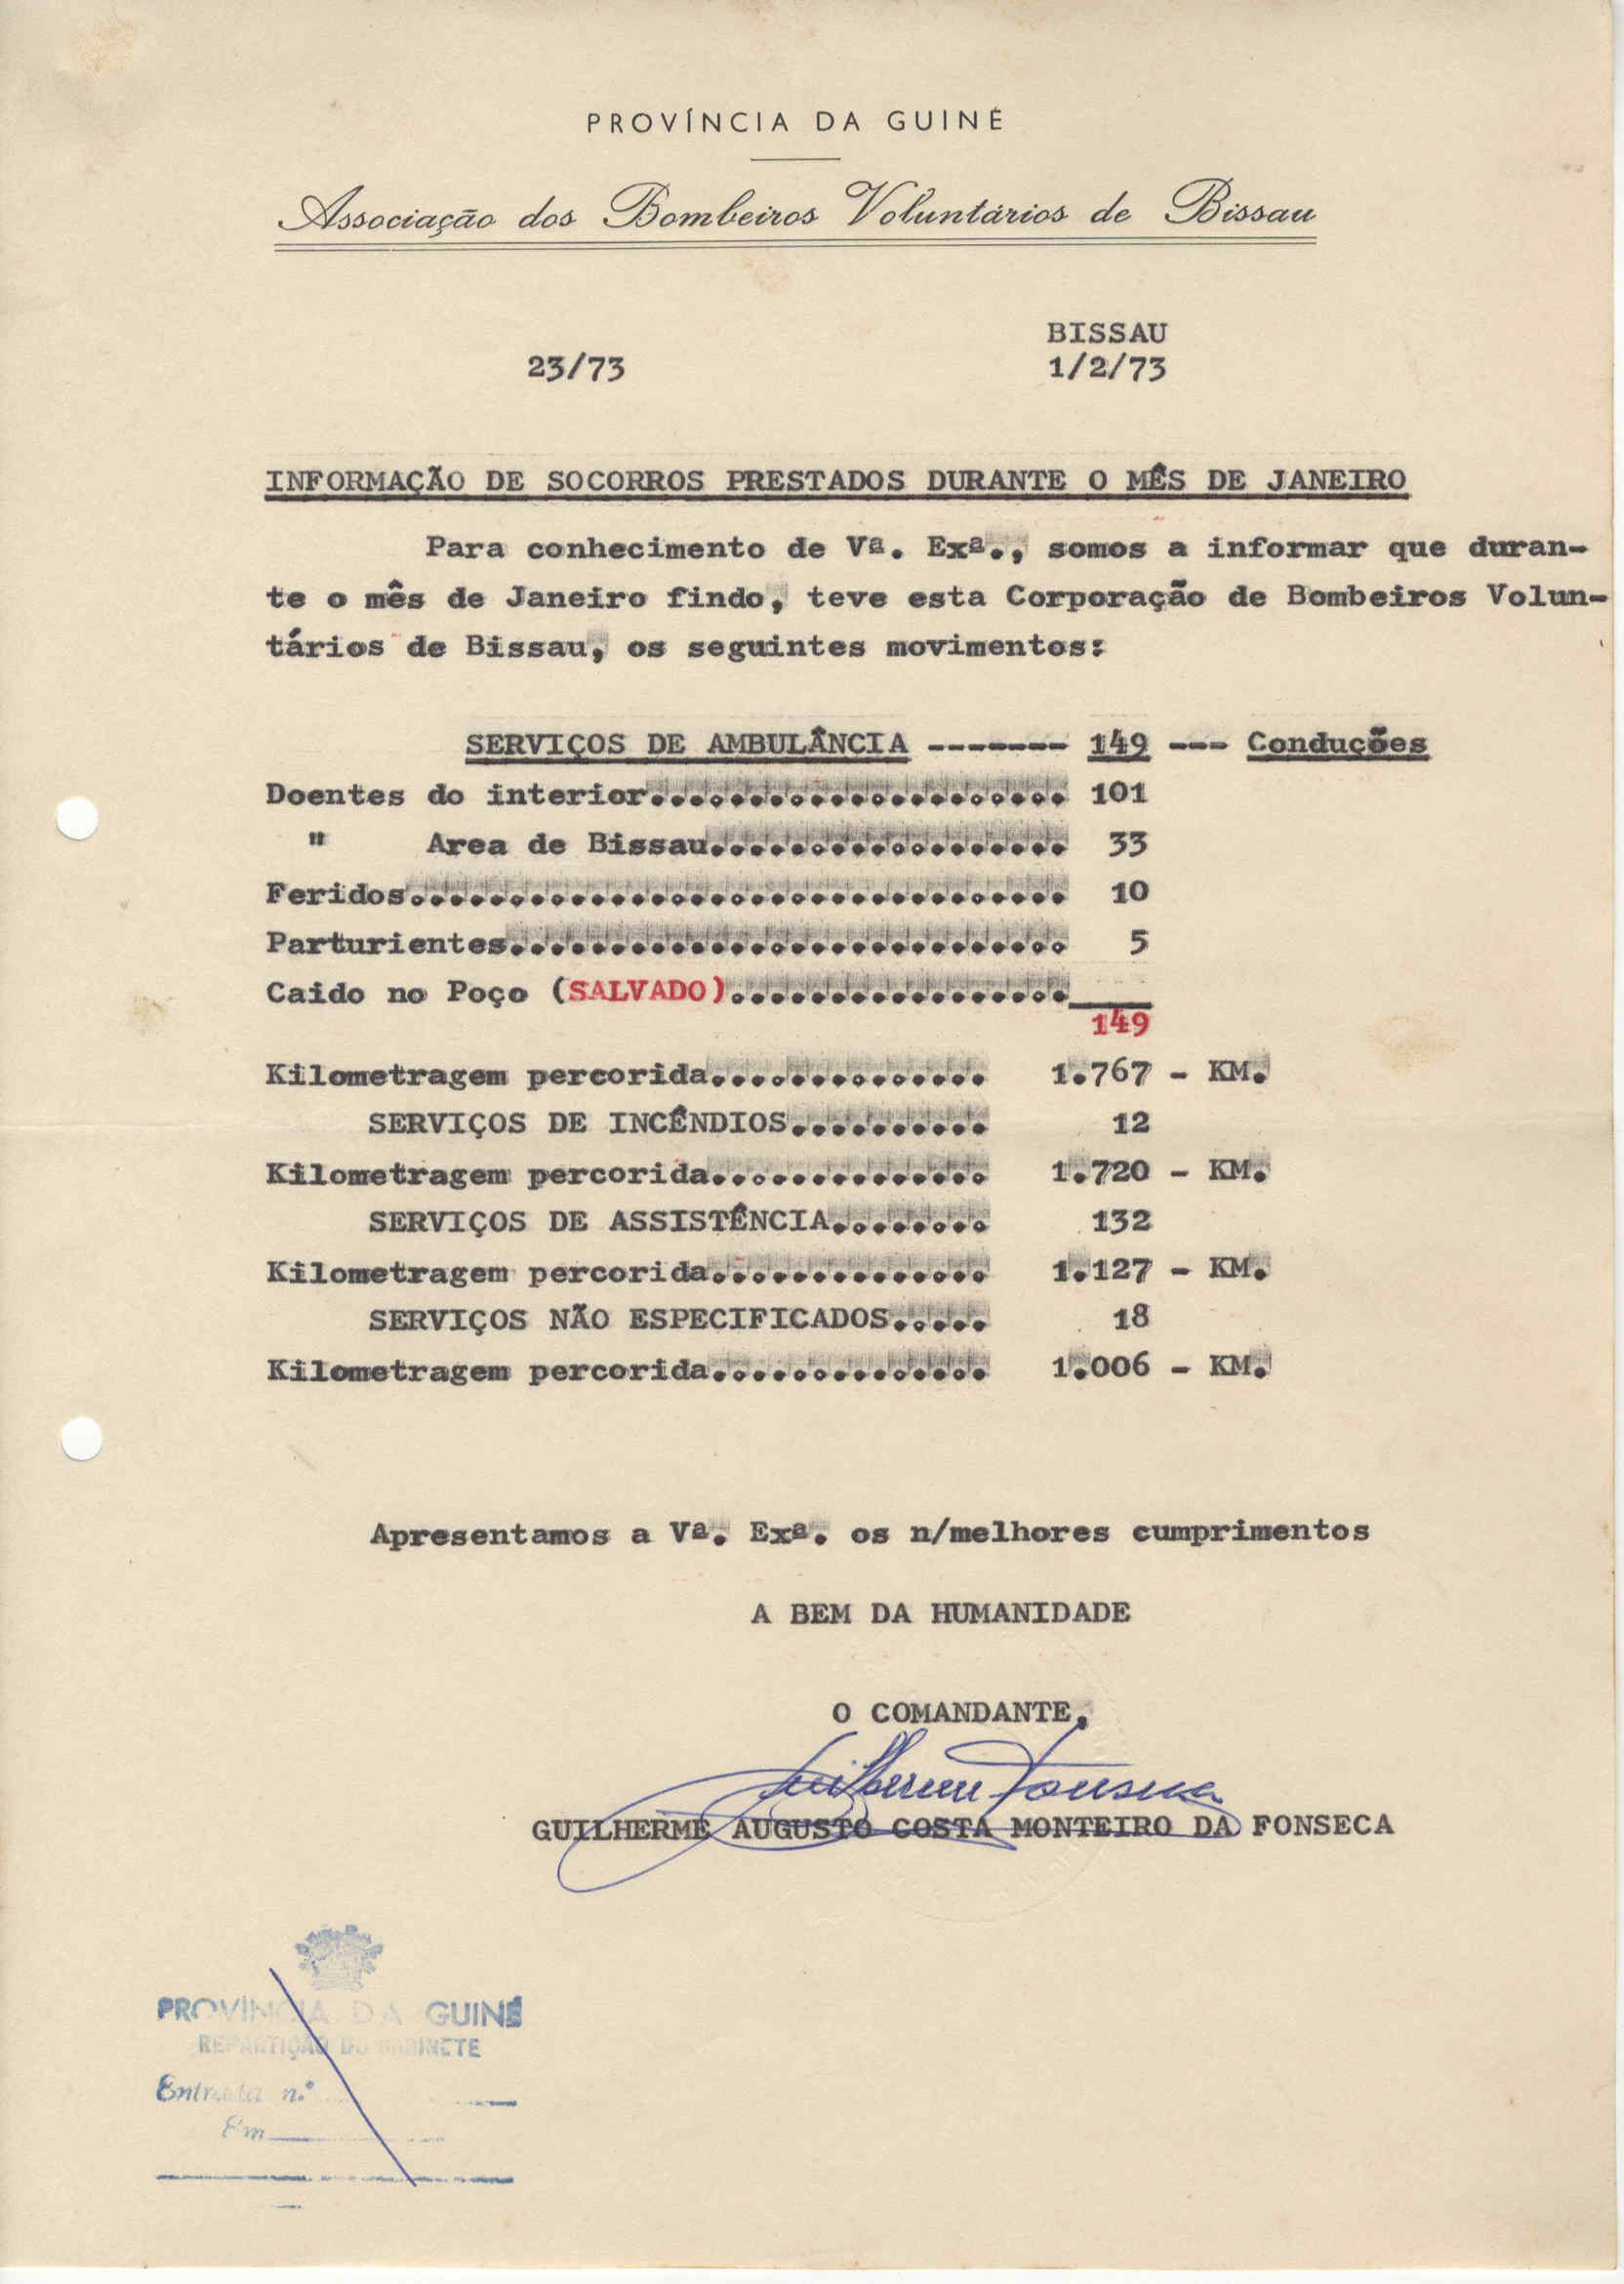 PROVÍNCIA DA GUINÉ
Associação dos Bombeiros Voluntários de Bissau
BISSAU
23/73 1/2/73
INFORMAÇÃO DE SOCORROS PRESTADOS DURANTE O MÊS DE JANEIRO
Para conhecimento de Vª. Exª., somos a informar que duran-
te o mês de Janeiro findo, teve esta Corporação de Bombeiros Volun-
tários de Bissau, os seguintes movimentos:
SERVIÇOS DE AMBULÂNCIA ------- 149 --- Conduções
Doentes do interior..................... 101
" Area de Bissau.................. 33
Feridos................................. 10
Parturientes............................ 5
Caido no Poço (SALVADO).................
149
Kilometragem percorida.............. 1.767 - KM.
SERVIÇOS DE INCÊNDIOS.......... 12
Kilometragem percorida.............. 1.720 - KM.
SERVIÇOS DE ASSISTÊNCIA........ 132
Kilometragem percorida.............. 1.127 - KM.
SERVIÇOS NÃO ESPECIFICADOS..... 18
Kilometragem percorida.............. 1.006 - KM.
Apresentamos a Vª. Exª. os n/melhores cumprimentos
A BEM DA HUMANIDADE
O COMANDANTE,
Guilherme Fonseca
GUILHERME AUGUSTO COSTA MONTEIRO DA FONSECA
PROVÍNCIA DA GUINÉ
REPARTIÇÃO DO GABINETE
Entrada n.º
Em